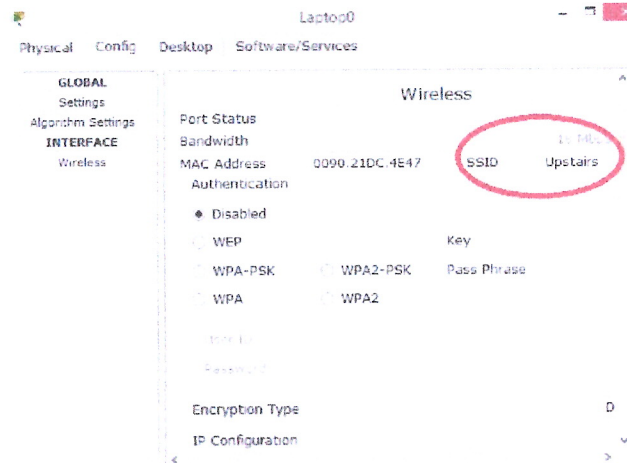 Laptop0
Physical Config Desktop Software/Services
GLOBAL
Settings
Algorithm Settings
INTERFACE
Wireless
Wireless
Port Status
Bandwidth
MAC Address 0090.21DC.4E47 SSID Upstairs
Authentication
Disabled
WEP Key
WPA-PSK WPA2-PSK Pass Phrase
WPA WPA2
Password
Encryption Type D
IP Configuration